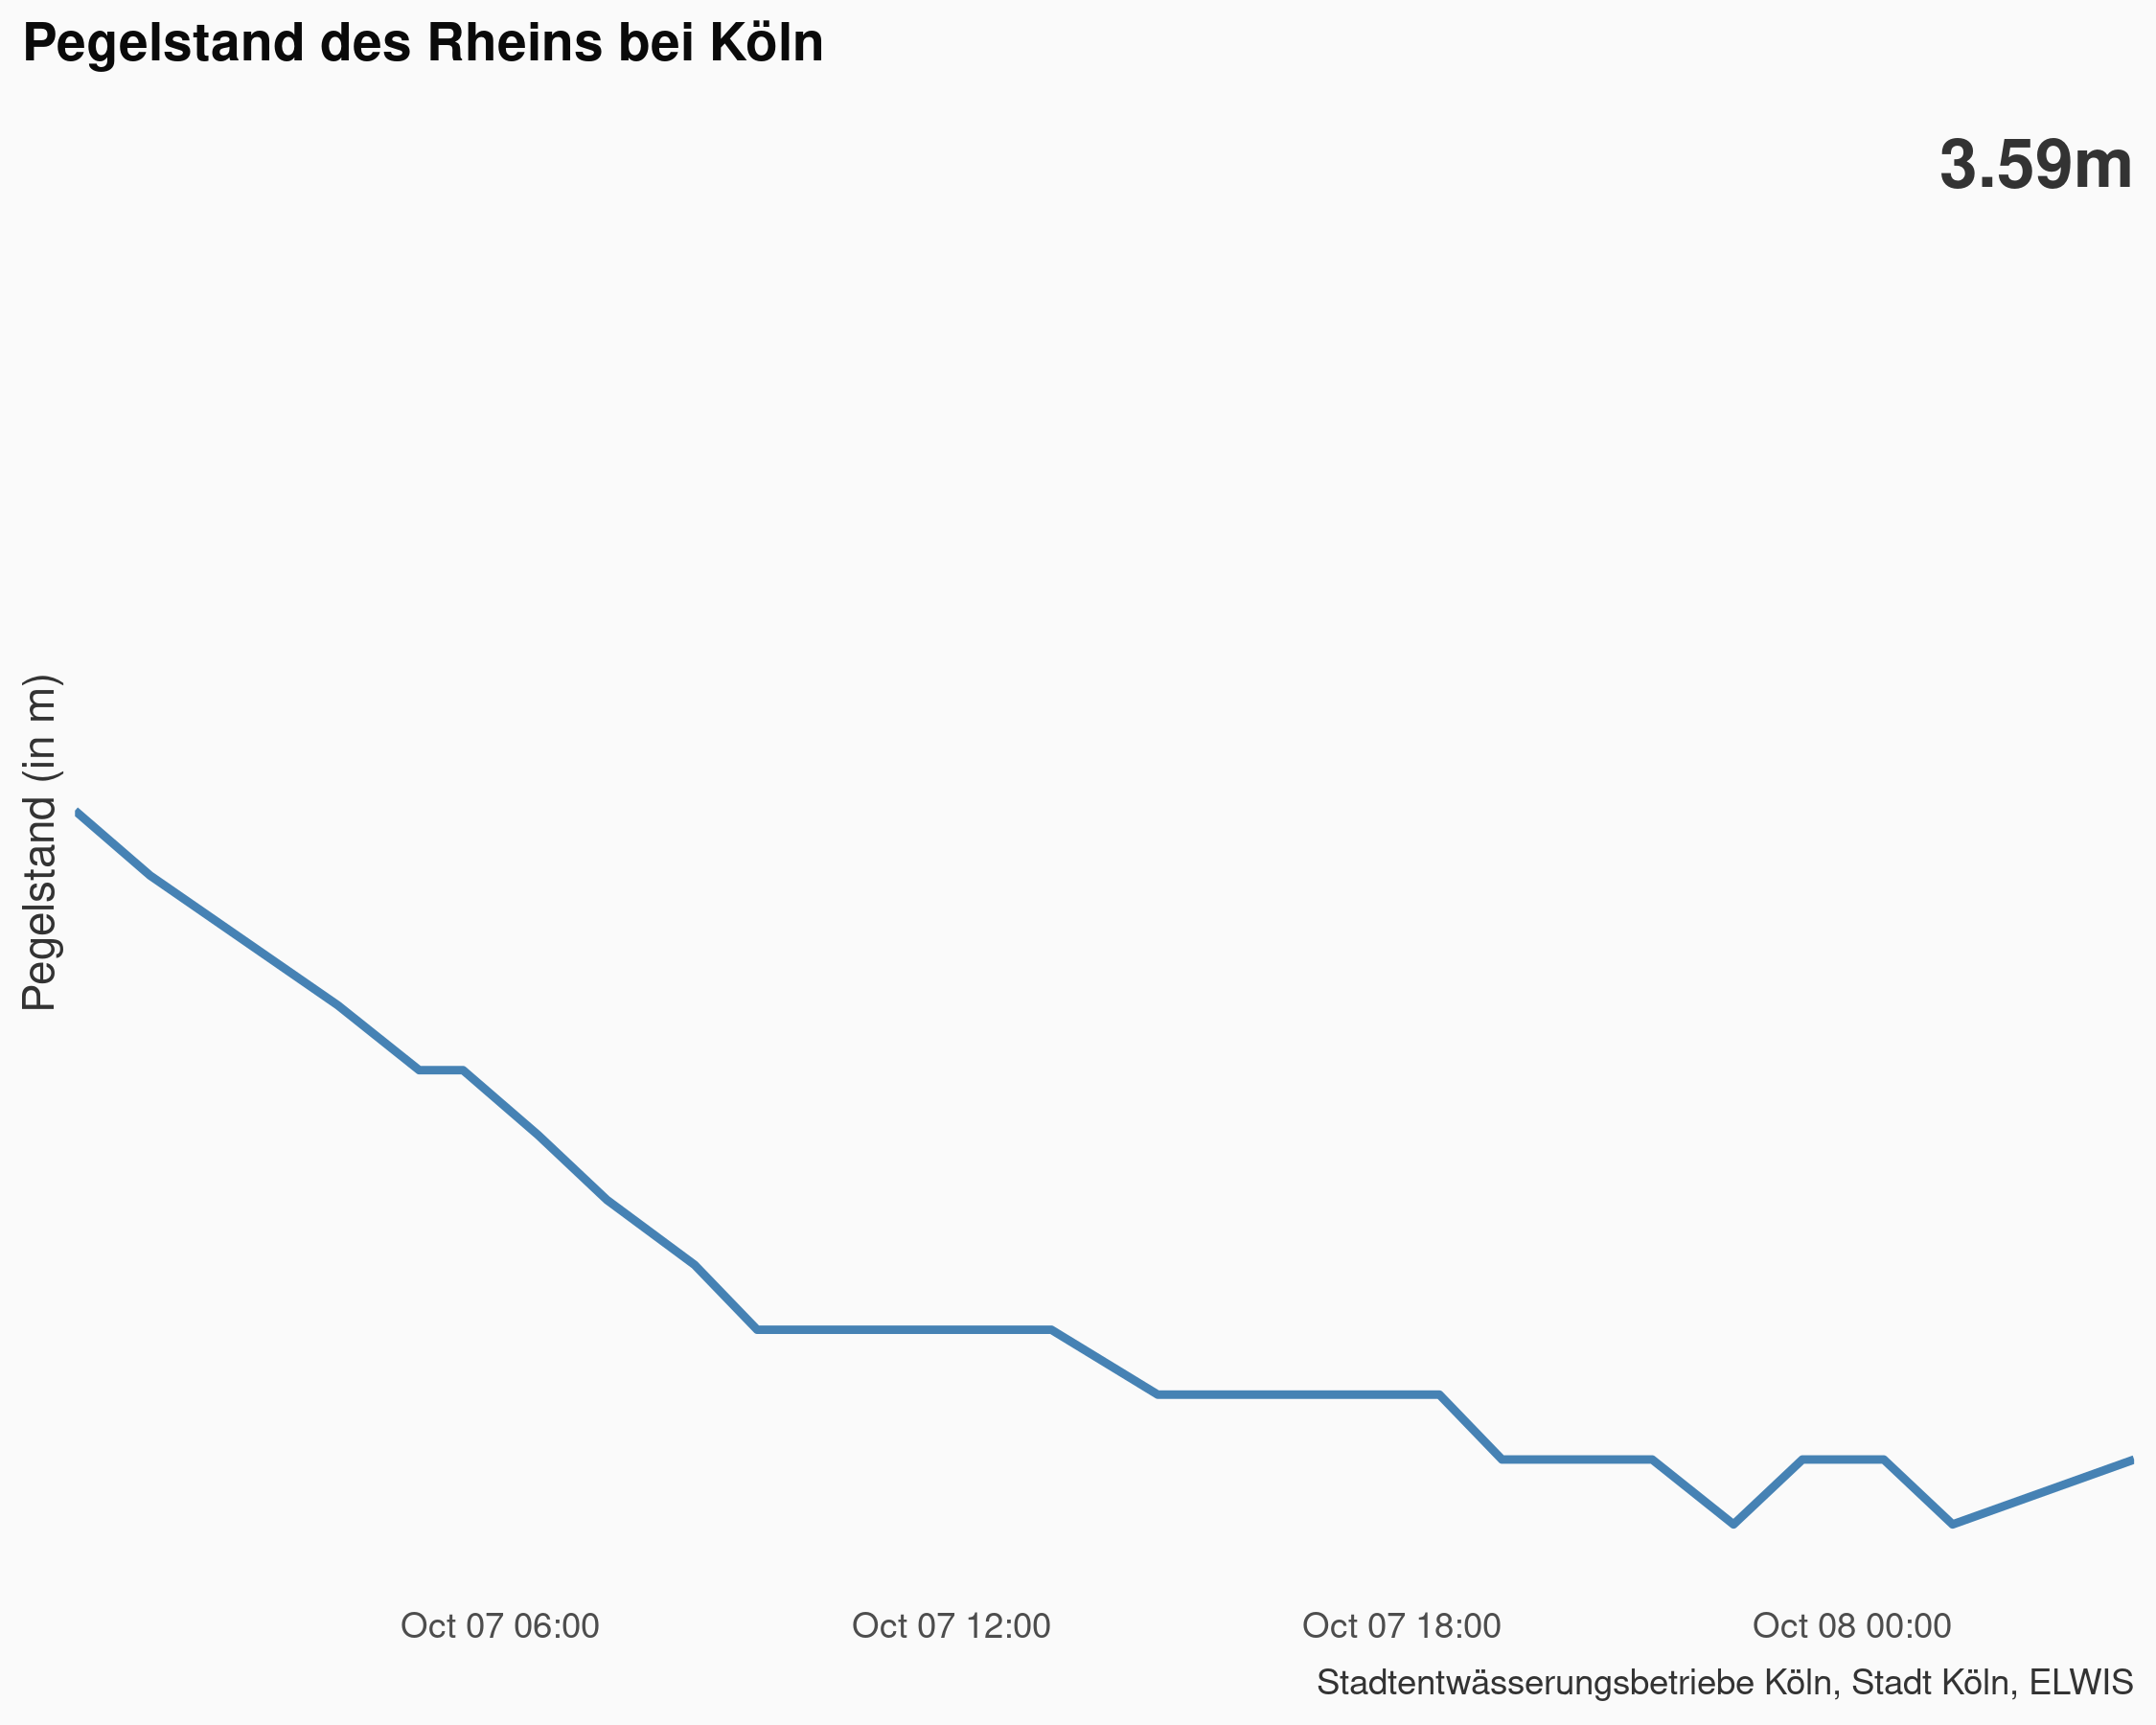 Pegelstand des Rheins bei Köln
3.59m
Pegelstand (in m)
Oct 07 06:00
Oct 07 12:00
Oct 07 18:00
Oct 08 00:00
Stadtentwässerungsbetriebe Köln, Stadt Köln, ELWIS